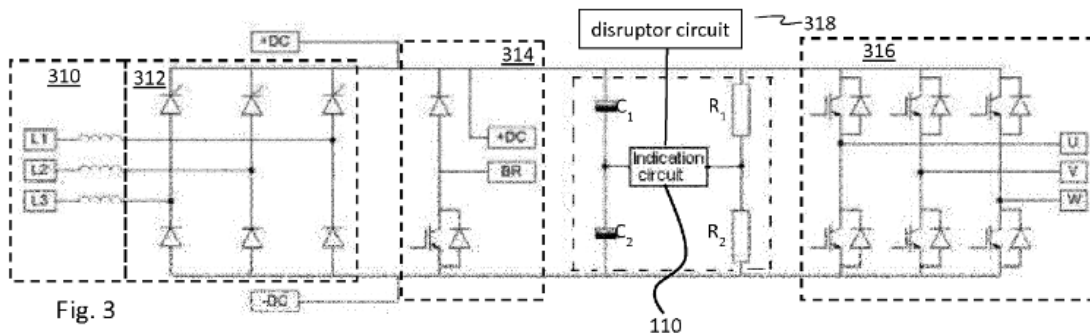 disruptor circuit
318
+DC
310
312
314
316
L1
L2
L3
+DC
BR
C1
C2
Indication
circuit
R1
R2
U
V
W
-DC
Fig. 3
110